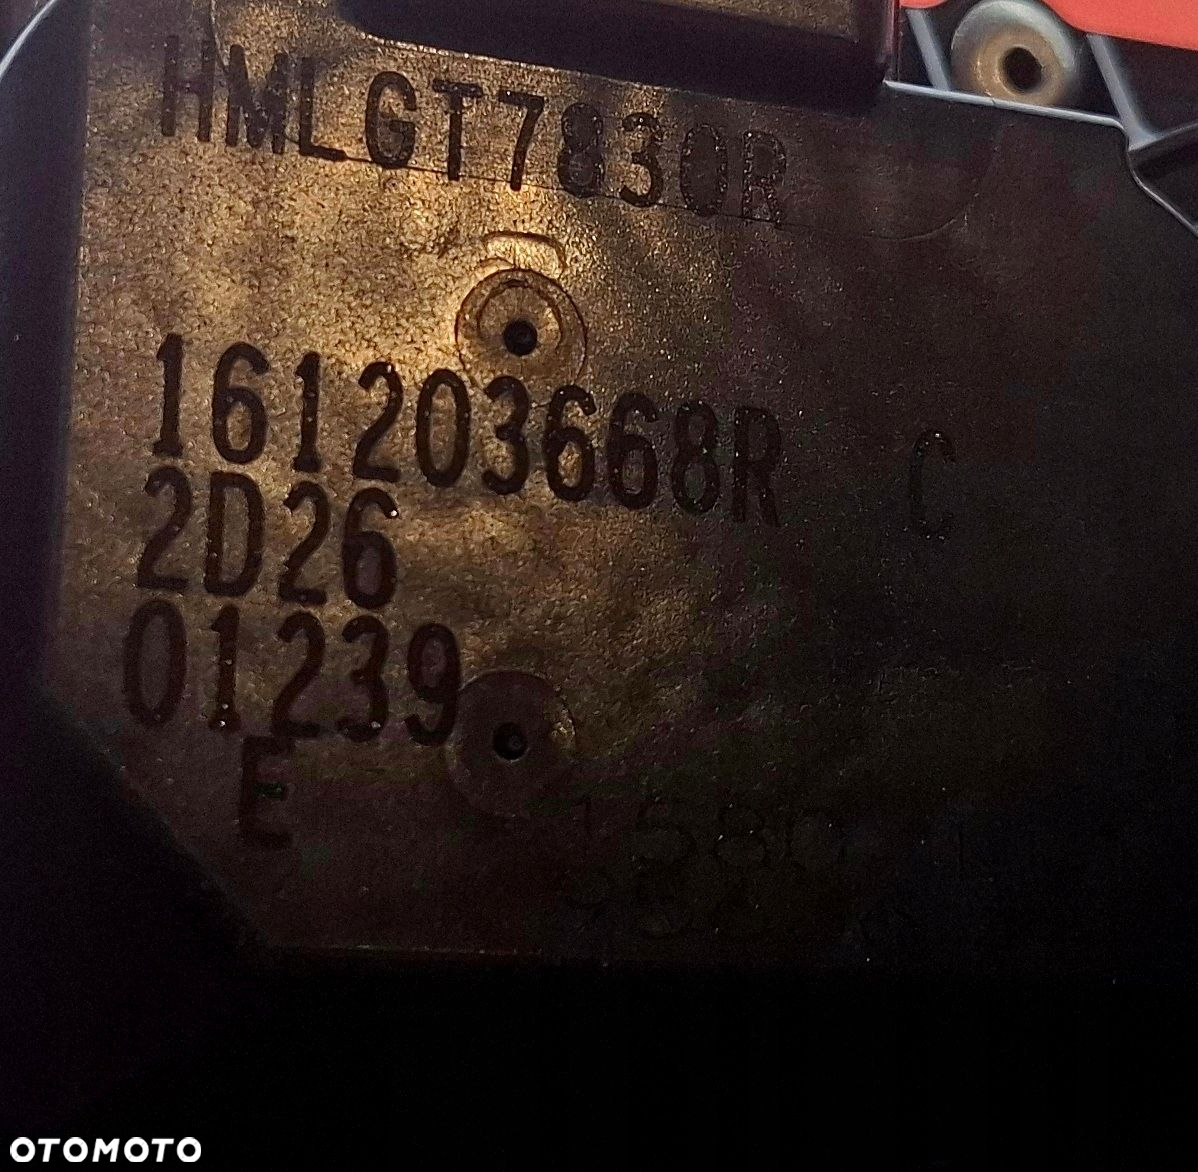 HMLGT7830R
161203668R C
2D26
01239
E
OTOMOTO